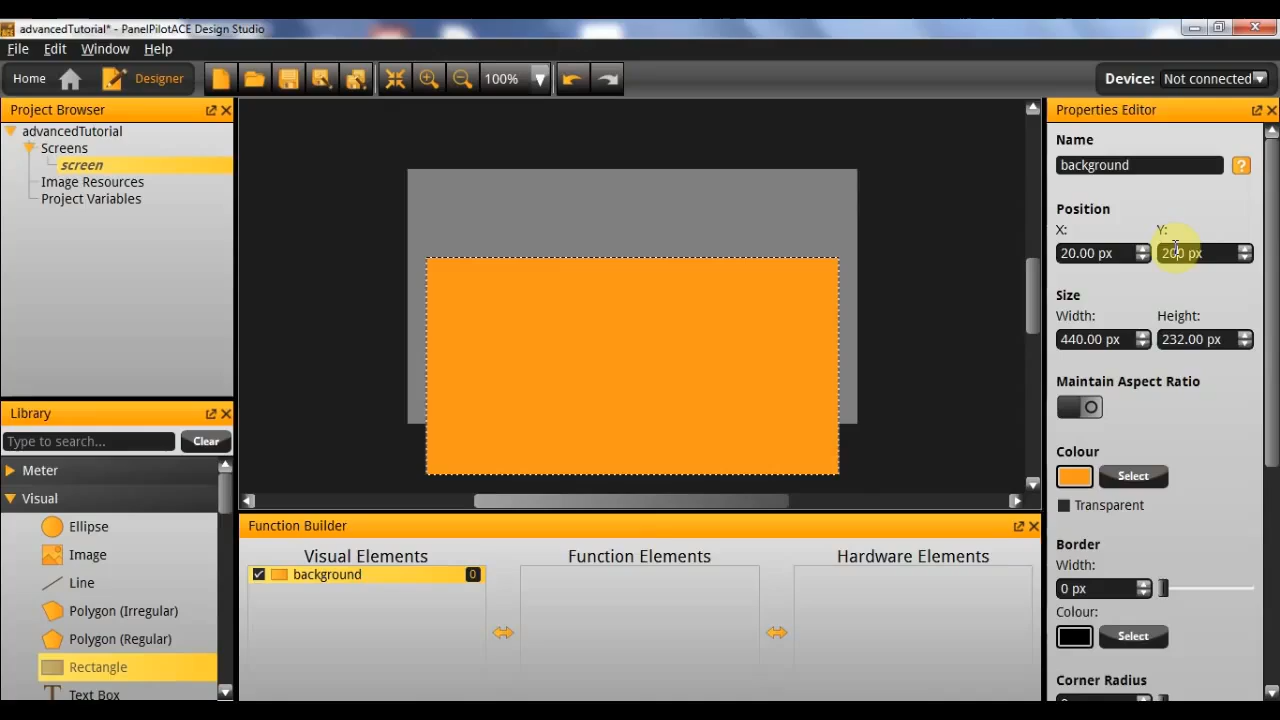 advancedTutorial* - PanelPilotACE Design Studio
File Edit Window Help
Home Designer 100% Device: Not connected
Project Browser
advancedTutorial
Screens
screen
Image Resources
Project Variables
Library
Type to search... Clear
Meter
Visual
Ellipse
Image
Line
Polygon (Irregular)
Polygon (Regular)
Rectangle
Text Box
Function Builder
Visual Elements Function Elements Hardware Elements
background 0
Properties Editor
Name
background ?
Position
X: Y:
20.00 px 200 px
Size
Width: Height:
440.00 px 232.00 px
Maintain Aspect Ratio
Colour
Select
Transparent
Border
Width:
0 px
Colour:
Select
Corner Radius